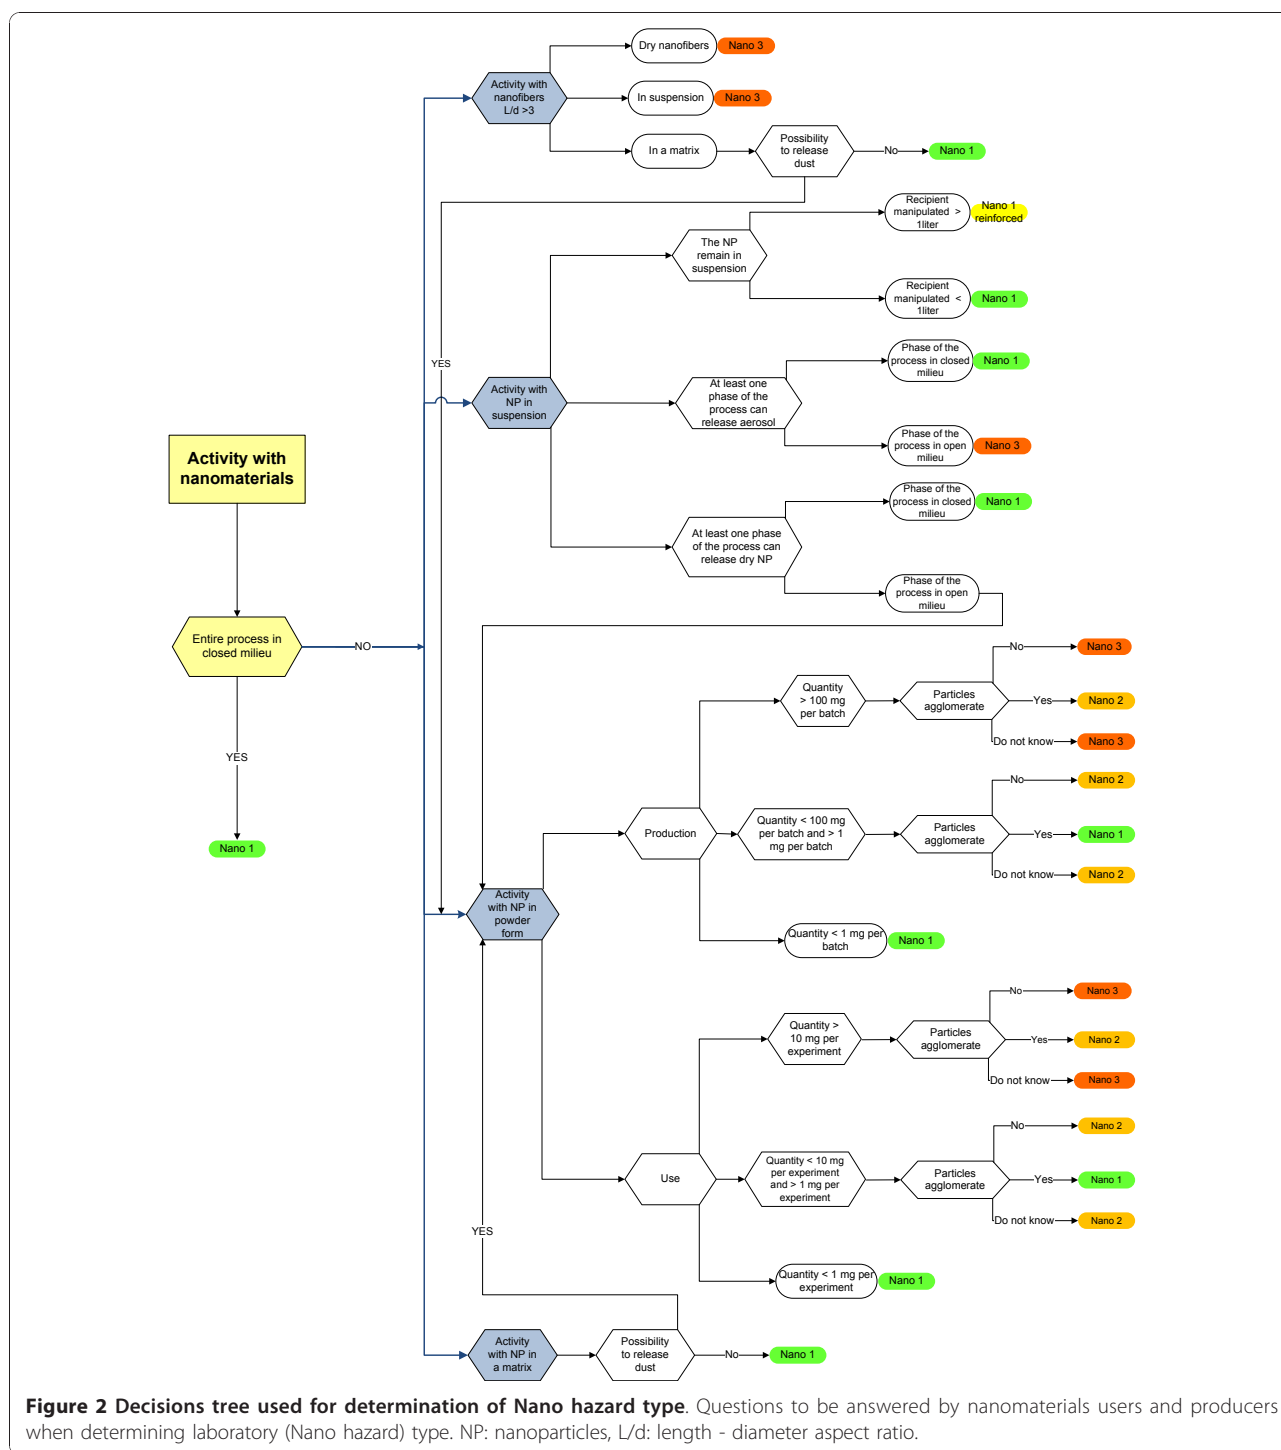 Dry nanofibers
Nano 3
Activity with
nanofibers
L/d >3
In suspension
Nano 3
In a matrix
Possibility
to release
dust
No
Nano 1
Recipient
manipulated >
1liter
Nano 1
reinforced
The NP
remain in
suspension
Recipient
manipulated <
1liter
Nano 1
YES
Phase of the
process in closed
milieu
Nano 1
Activity with
NP in
suspension
At least one
phase of the
process can
release aerosol
Phase of the
process in open
milieu
Nano 3
Activity with
nanomaterials
Phase of the
process in closed
milieu
Nano 1
At least one phase
of the process can
release dry NP
Phase of the
process in open
milieu
Entire process in
closed milieu
NO
YES
Nano 1
Quantity
> 100 mg
per batch
Particles
agglomerate
No
Nano 3
Yes
Nano 2
Do not know
Nano 3
Production
Quantity < 100 mg
per batch and > 1
mg per batch
Particles
agglomerate
No
Nano 2
Yes
Nano 1
Do not know
Nano 2
Activity
with NP in
powder
form
Quantity < 1 mg per
batch
Nano 1
Quantity >
10 mg per
experiment
Particles
agglomerate
No
Nano 3
Yes
Nano 2
Do not know
Nano 3
Use
Quantity < 10 mg
per experiment
and > 1 mg per
experiment
Particles
agglomerate
No
Nano 2
Yes
Nano 1
Do not know
Nano 2
YES
Quantity < 1 mg per
experiment
Nano 1
Activity
with NP in
a matrix
Possibility
to release
dust
No
Nano 1
Figure 2 Decisions tree used for determination of Nano hazard type. Questions to be answered by nanomaterials users and producers
when determining laboratory (Nano hazard) type. NP: nanoparticles, L/d: length - diameter aspect ratio.